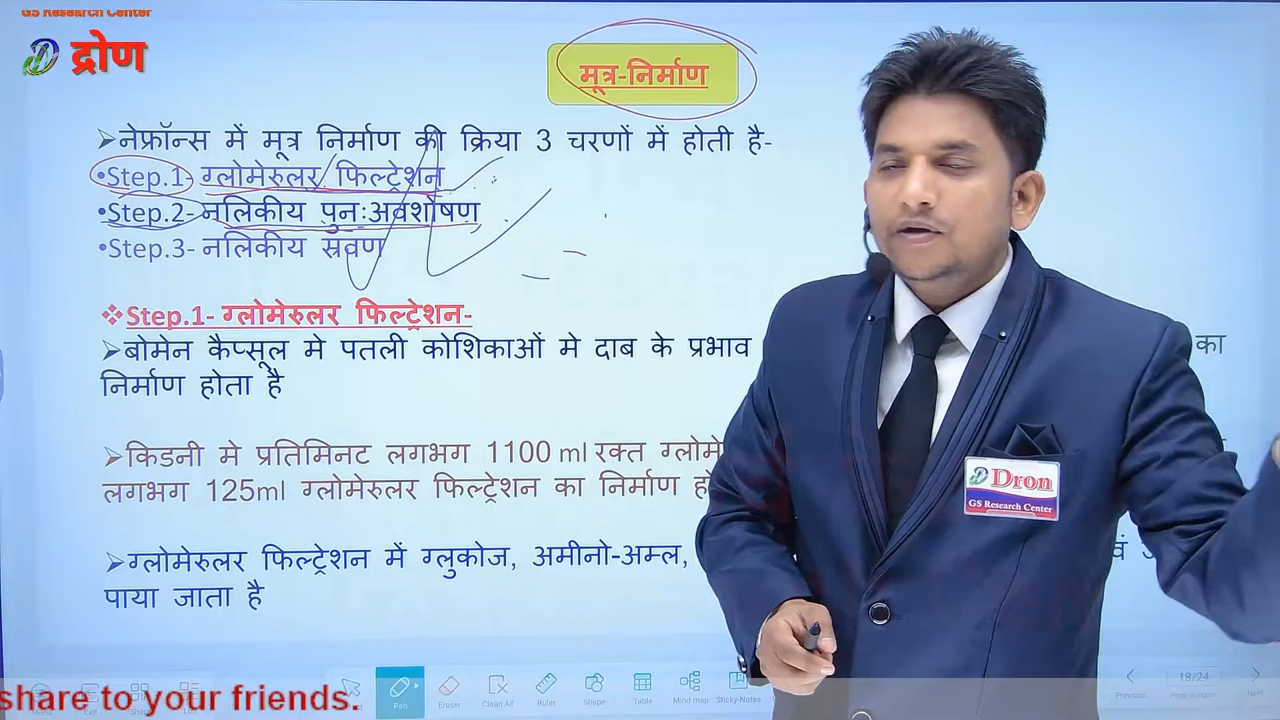 GS Research Center
द्रोण
मूत्र-निर्माण
➢नेफ्रॉन्स में मूत्र निर्माण की क्रिया 3 चरणों में होती है-
•Step.1- ग्लोमेरुलर फिल्ट्रेशन
•Step.2- नलिकीय पुनःअवशोषण
•Step.3- नलिकीय स्रवण
❖Step.1- ग्लोमेरुलर फिल्ट्रेशन-
➢बोमेन कैप्सूल मे पतली कोशिकाओं मे दाब के प्रभाव का
निर्माण होता है
➢किडनी मे प्रतिमिनट लगभग 1100 ml रक्त
लगभग 125ml ग्लोमेरुलर फिल्ट्रेशन का निर्माण
➢ग्लोमेरुलर फिल्ट्रेशन में ग्लुकोज, अमीनो-अम्ल,
पाया जाता है
Dron
GS Research Center
Pen
Eraser
Clean All
Ruler
Shape
Table
Mind map
Sticky-Notes
Previous
18/24
Page number
Next
share to your friends.